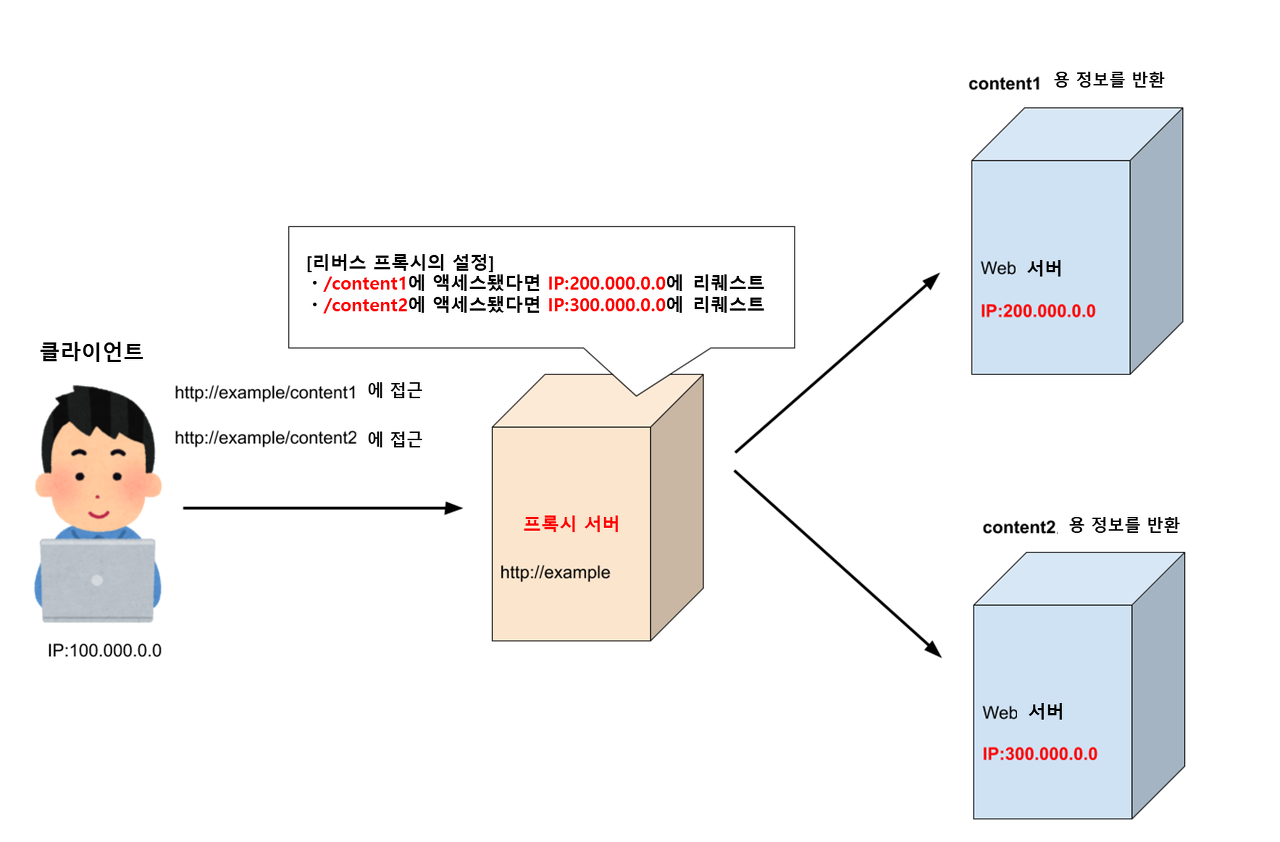 content1 용 정보를 반환
Web 서버
IP:200.000.0.0
[리버스 프록시의 설정]
・/content1에 액세스됐다면 IP:200.000.0.0에 리퀘스트
・/content2에 액세스됐다면 IP:300.000.0.0에 리퀘스트
클라이언트
http://example/content1 에 접근
http://example/content2 에 접근
IP:100.000.0.0
프록시 서버
http://example
content2 용 정보를 반환
Web 서버
IP:300.000.0.0